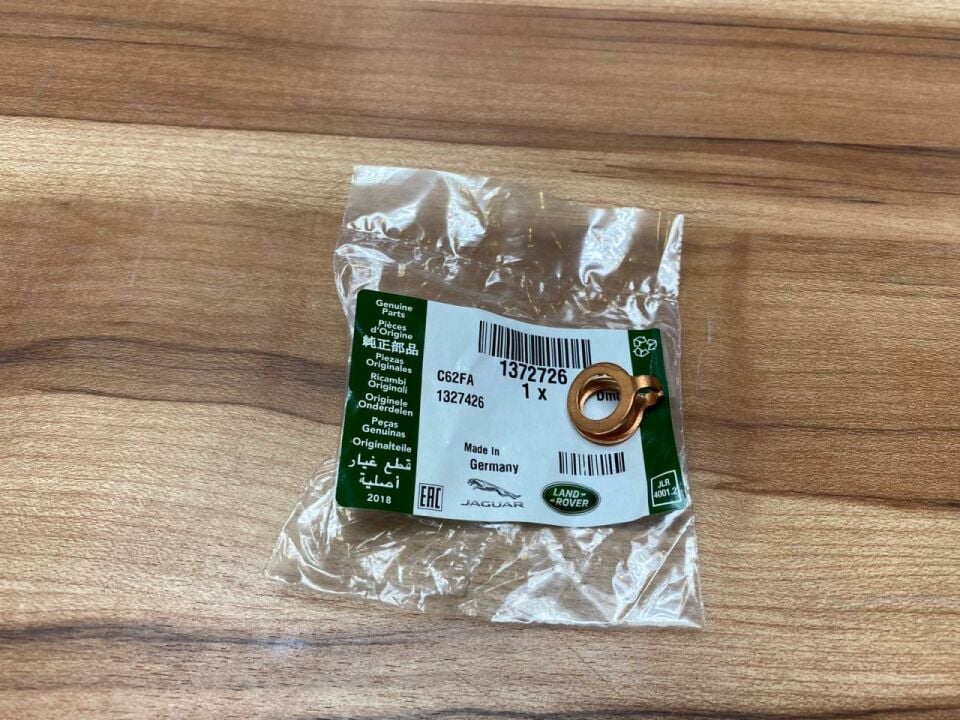 Genuine
Parts
Pièces
d'Origine
純正部品
Piezas
Originales
Ricambi
Originali
Originele
Onderdelen
Peças
Genuinas
Originalteile
قطع غيار
أصلية
2018
1372726
C62FA
1 x
1327426
Made In
Germany
EAC
JAGUAR
LAND
ROVER
JLR
4001.2